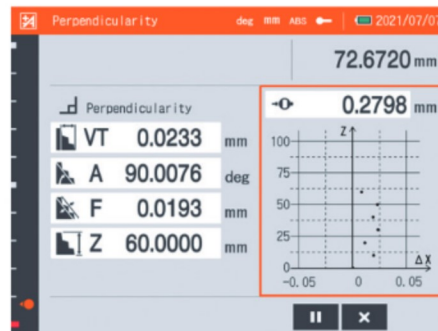 Perpendicularity deg mm ABS 2021/07/07
72.6720 mm
Perpendicularity
0.2798 mm
VT 0.0233 mm
A 90.0076 deg
F 0.0193 mm
Z 60.0000 mm
Z
100
75
50
25
0
ΔX
-0.05 0 0.05